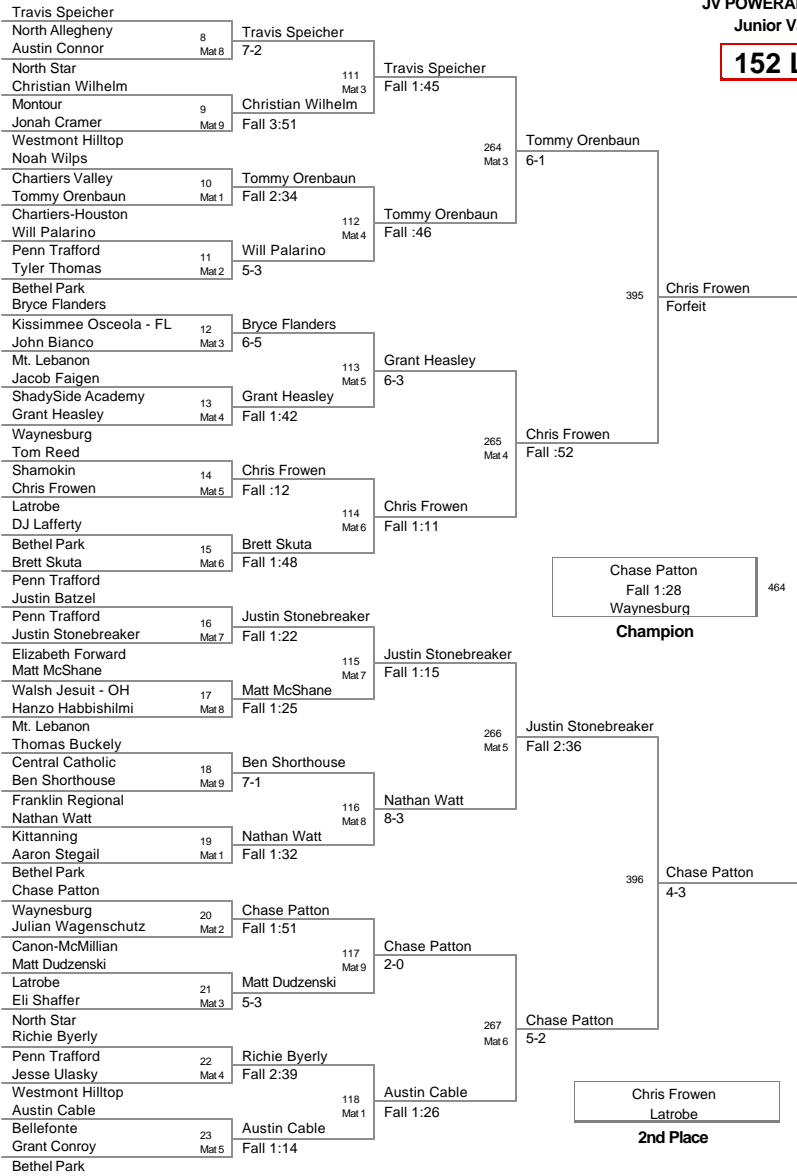 JV POWERA
Junior V
152 L
Travis Speicher
North Allegheny
Austin Connor
North Star
Christian Wilhelm
Montour
Jonah Cramer
Westmont Hilltop
Noah Wilps
Chartiers Valley
Tommy Orenbaun
Chartiers-Houston
Will Palarino
Penn Trafford
Tyler Thomas
Bethel Park
Bryce Flanders
Kissimmee Osceola - FL
John Bianco
Mt. Lebanon
Jacob Faigen
ShadySide Academy
Grant Heasley
Waynesburg
Tom Reed
Shamokin
Chris Frowen
Latrobe
DJ Lafferty
Bethel Park
Brett Skuta
Penn Trafford
Justin Batzel
Penn Trafford
Justin Stonebreaker
Elizabeth Forward
Matt McShane
Walsh Jesuit - OH
Hanzo Habbishilmi
Mt. Lebanon
Thomas Buckely
Central Catholic
Ben Shorthouse
Franklin Regional
Nathan Watt
Kittanning
Aaron Stegail
Bethel Park
Chase Patton
Waynesburg
Julian Wagenschutz
Canon-McMillian
Matt Dudzenski
Latrobe
Eli Shaffer
North Star
Richie Byerly
Penn Trafford
Jesse Ulasky
Westmont Hilltop
Austin Cable
Bellefonte
Grant Conroy
Bethel Park
8
Mat 8
9
Mat 9
10
Mat 1
11
Mat 2
12
Mat 3
13
Mat 4
14
Mat 5
15
Mat 6
16
Mat 7
17
Mat 8
18
Mat 9
19
Mat 1
20
Mat 2
21
Mat 3
22
Mat 4
23
Mat 5
Travis Speicher
7-2
Christian Wilhelm
Fall 3:51
Tommy Orenbaun
Fall 2:34
Will Palarino
5-3
Bryce Flanders
6-5
Grant Heasley
Fall 1:42
Chris Frowen
Fall :12
Brett Skuta
Fall 1:48
Justin Stonebreaker
Fall 1:22
Matt McShane
Fall 1:25
Ben Shorthouse
7-1
Nathan Watt
Fall 1:32
Chase Patton
Fall 1:51
Matt Dudzenski
5-3
Richie Byerly
Fall 2:39
Austin Cable
Fall 1:14
111
Mat 3
112
Mat 4
113
Mat 5
114
Mat 6
115
Mat 7
116
Mat 8
117
Mat 9
118
Mat 1
Travis Speicher
Fall 1:45
Tommy Orenbaun
Fall :46
Grant Heasley
6-3
Chris Frowen
Fall 1:11
Justin Stonebreaker
Fall 1:15
Nathan Watt
8-3
Chase Patton
2-0
Austin Cable
Fall 1:26
264
Mat 3
265
Mat 4
266
Mat 5
267
Mat 6
Tommy Orenbaun
6-1
Chris Frowen
Fall :52
Justin Stonebreaker
Fall 2:36
Chase Patton
5-2
395
396
Chris Frowen
Forfeit
Chase Patton
4-3
Chase Patton
Fall 1:28
Waynesburg
464
Champion
Chris Frowen
Latrobe
2nd Place